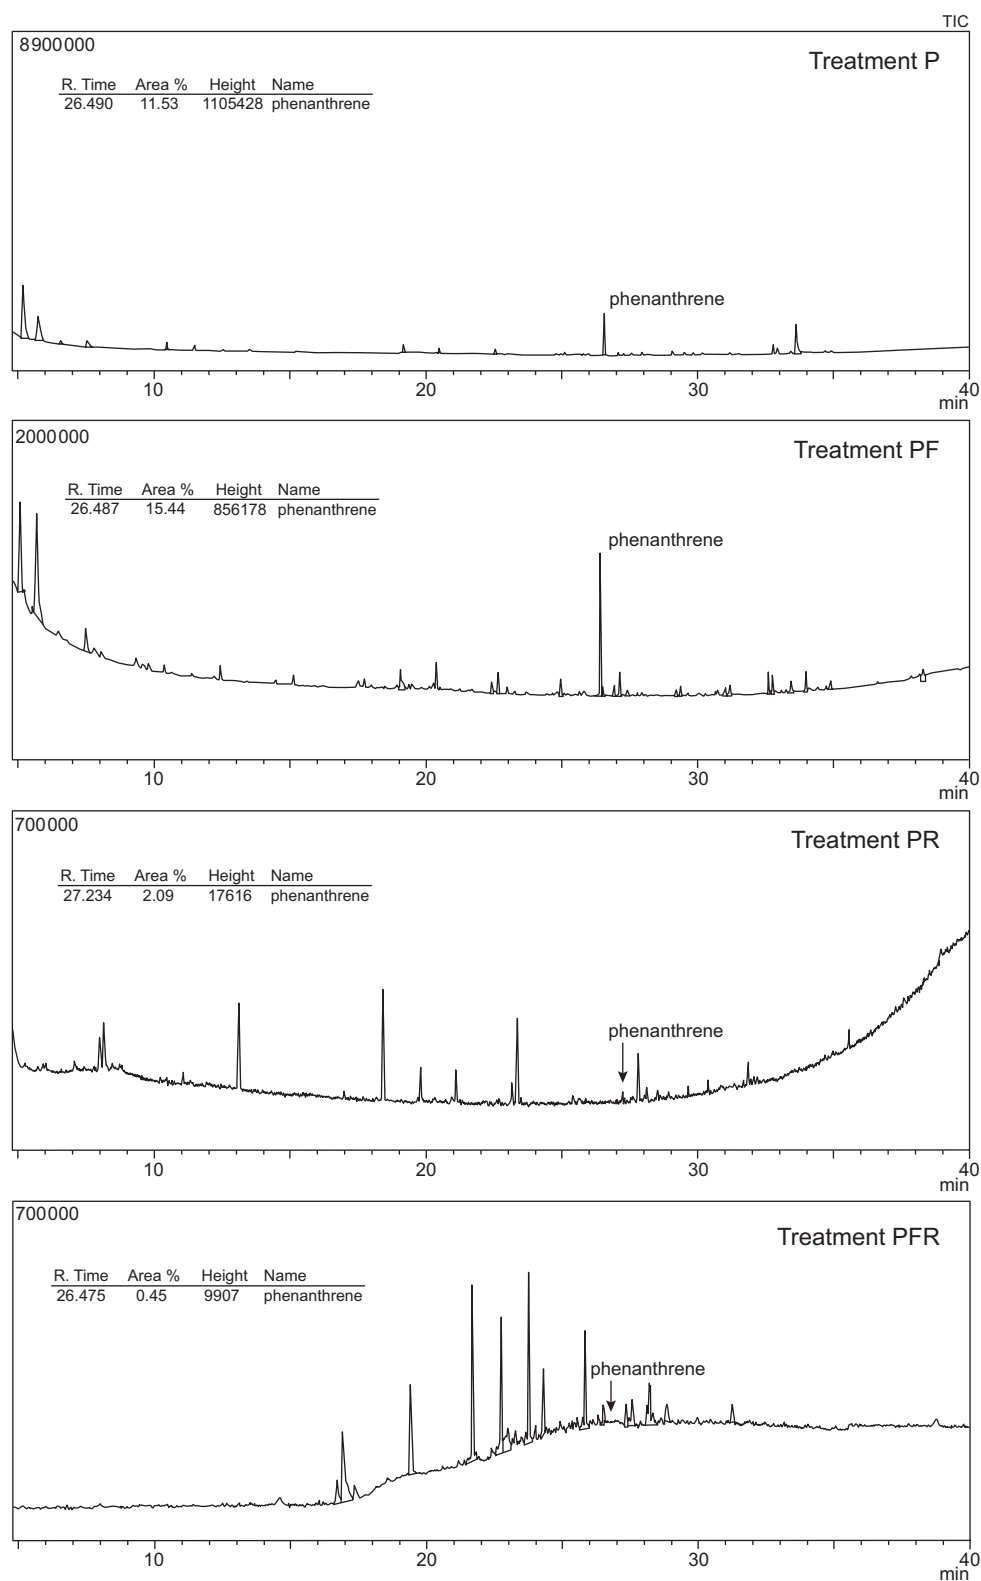 TIC
8900000
Treatment P
R. Time Area % Height Name
26.490 11.53 1105428 phenanthrene
phenanthrene
10 20 30 40
min
2000000
Treatment PF
R. Time Area % Height Name
26.487 15.44 856178 phenanthrene
phenanthrene
10 20 30 40
min
700000
Treatment PR
R. Time Area % Height Name
27.234 2.09 17616 phenanthrene
phenanthrene
10 20 30 40
min
700000
Treatment PFR
R. Time Area % Height Name
26.475 0.45 9907 phenanthrene
phenanthrene
10 20 30 40
min